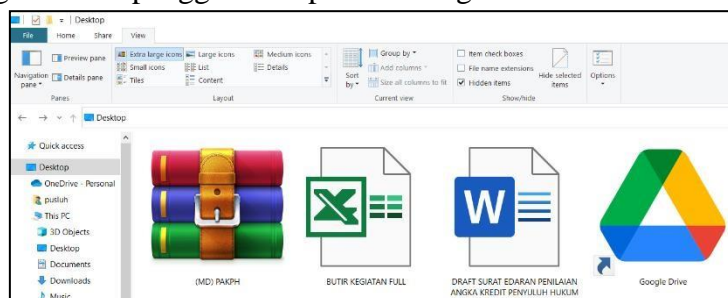 Desktop
File Home Share View
Navigation pane
Preview pane
Details pane
Panes
Extra large icons Large icons Medium icons
Small icons List Details
Tiles Content
Layout
Sort by
Group by
Add columns
Size all columns to fit
Current view
Item check boxes
File name extensions
Hidden items
Hide selected items
Show/hide
Options
Desktop
Quick access
Desktop
OneDrive - Personal
putluh
This PC
3D Objects
Desktop
Documents
Downloads
Music
(MD) PAKPH
BUTIR KEGIATAN FULL
DRAFT SURAT EDARAN PENILAIAN
ANGKA KREDIT PENYULUH HUKUM
Google Drive